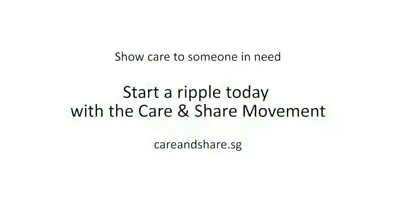 Show care to someone in need
Start a ripple today
with the Care & Share Movement
careandshare.sg